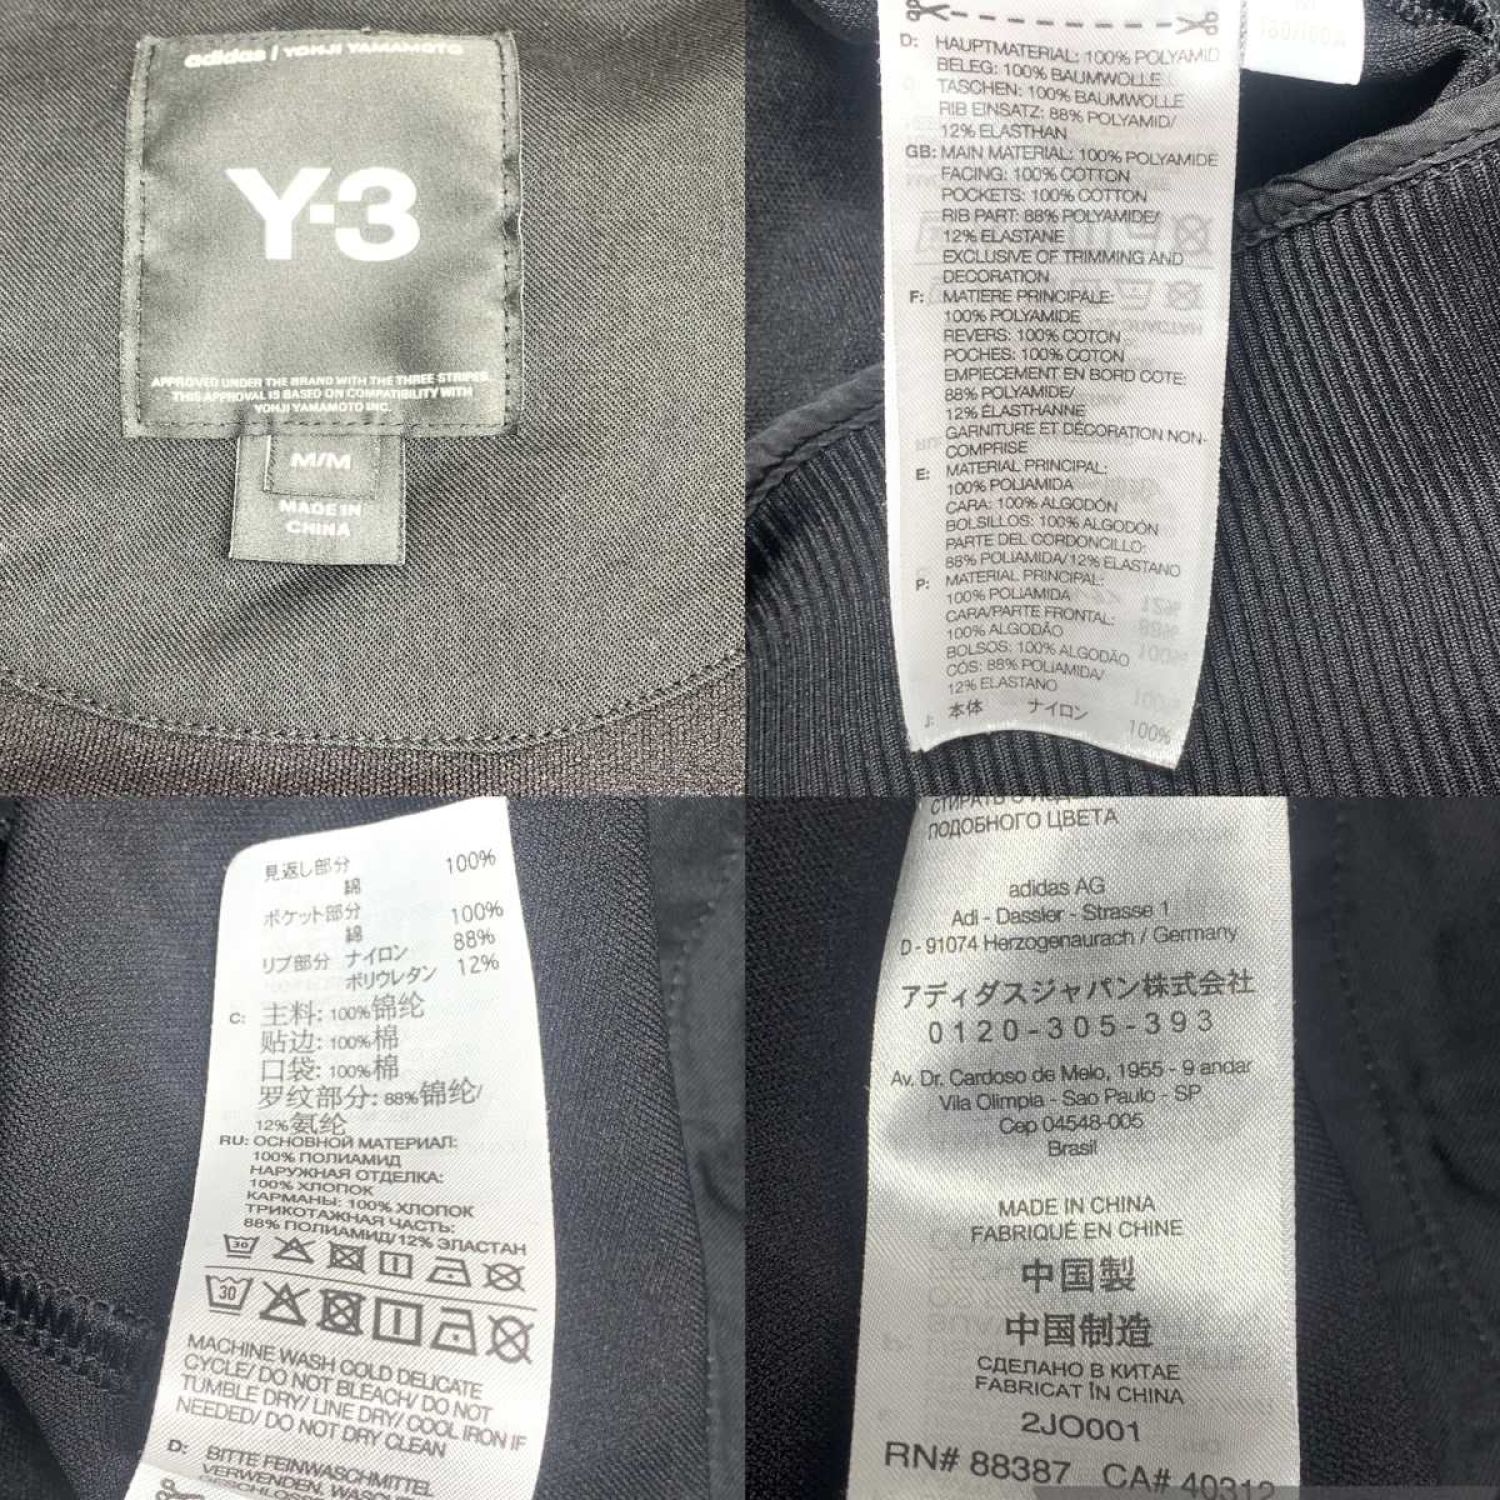 adidas / YOHJI YAMAMOTO
Y-3
APPROVED UNDER THE BRAND WITH THE THREE STRIPES
THIS APPROVAL IS BASED ON COMPATIBILITY WITH
YOHJI YAMAMOTO INC.
M/M
MADE IN
CHINA
D: HAUPTMATERIAL: 100% POLYAMID
BELEG: 100% BAUMWOLLE
TASCHEN: 100% BAUMWOLLE
RIB EINSATZ: 88% POLYAMID/
12% ELASTHAN
GB: MAIN MATERIAL: 100% POLYAMIDE
FACING: 100% COTTON
POCKETS: 100% COTTON
RIB PART: 88% POLYAMIDE/
12% ELASTANE
EXCLUSIVE OF TRIMMING AND
DECORATION
F: MATIERE PRINCIPALE:
100% POLYAMIDE
REVERS: 100% COTON
POCHES: 100% COTON
EMPIECEMENT EN BORD COTE:
88% POLYAMIDE/
12% ÉLASTHANNE
GARNITURE ET DÉCORATION NON-
COMPRISE
E: MATERIAL PRINCIPAL:
100% POLIAMIDA
CARA: 100% ALGODÓN
BOLSILLOS: 100% ALGODÓN
PARTE DEL CORDONCILLO:
88% POLIAMIDA/12% ELASTANO
P: MATERIAL PRINCIPAL:
100% POLIAMIDA
CARA/PARTE FRONTAL:
100% ALGODÃO
BOLSOS: 100% ALGODÃO
CÓS: 88% POLIAMIDA/
12% ELASTANO
J: 本体 ナイロン 100%
見返し部分 100%
綿
ポケット部分 100%
綿
リブ部分 ナイロン 88%
ポリウレタン 12%
C: 主料: 100%锦纶
贴边: 100%棉
口袋: 100%棉
罗纹部分: 88%锦纶/
12%氨纶
RU: ОСНОВНОЙ МАТЕРИАЛ:
100% ПОЛИАМИД
НАРУЖНАЯ ОТДЕЛКА:
100% ХЛОПОК
КАРМАНЫ: 100% ХЛОПОК
ТРИКОТАЖНАЯ ЧАСТЬ:
88% ПОЛИАМИД/12% ЭЛАСТАН
30
30
MACHINE WASH COLD DELICATE
CYCLE/ DO NOT BLEACH/ DO NOT
TUMBLE DRY/ LINE DRY/ COOL IRON IF
NEEDED/ DO NOT DRY CLEAN
D: BITTE FEINWASCHMITTEL
VERWENDEN.
СТИРАТЬ С
ПОДОБНОГО ЦВЕТА
adidas AG
Adi - Dassler - Strasse 1
D - 91074 Herzogenaurach / Germany
アディダスジャパン株式会社
0120-305-393
Av. Dr. Cardoso de Melo, 1955 - 9 andar
Vila Olimpia - Sao Paulo - SP
Cep 04548-005
Brasil
MADE IN CHINA
FABRIQUÉ EN CHINE
中国製
中国制造
СДЕЛАНО В КИТАЕ
FABRICAT ÎN CHINA
2JO001
RN# 88387 CA# 40312